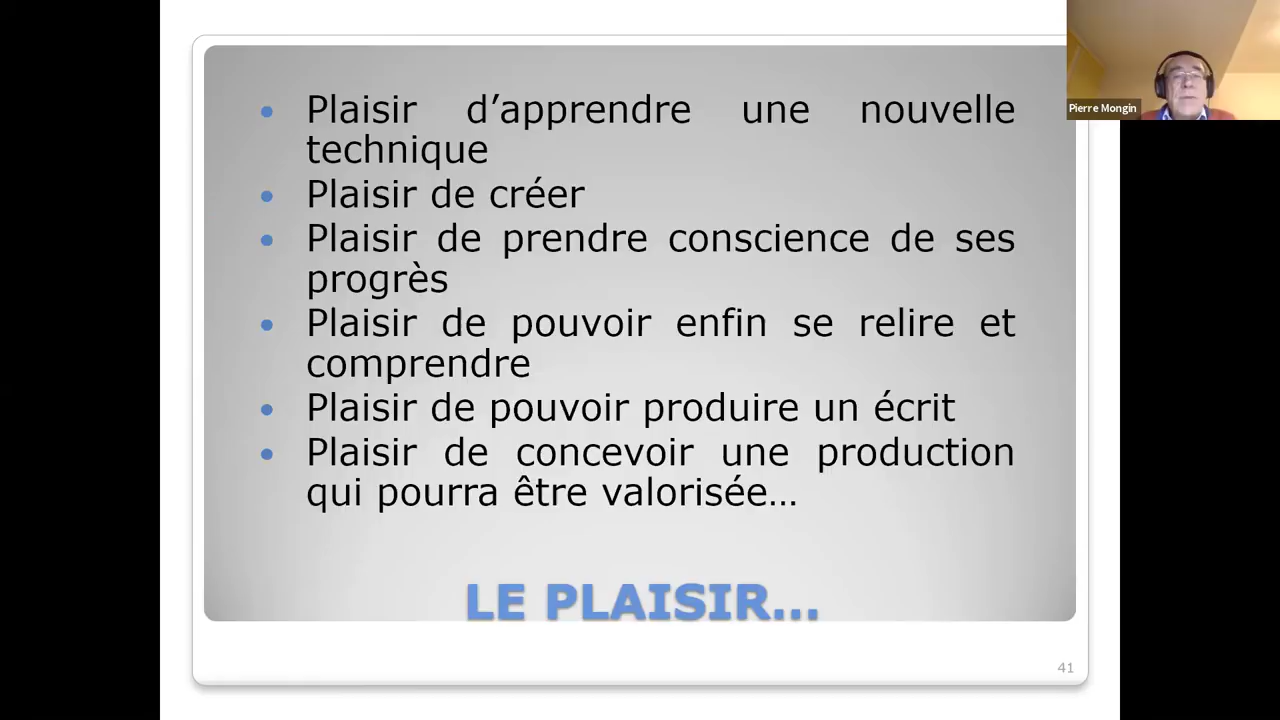 Plaisir d’apprendre une nouvelle
technique
Plaisir de créer
Plaisir de prendre conscience de ses
progrès
Plaisir de pouvoir enfin se relire et
comprendre
Plaisir de pouvoir produire un écrit
Plaisir de concevoir une production
qui pourra être valorisée…
LE PLAISIR…
41
Pierre Mongin